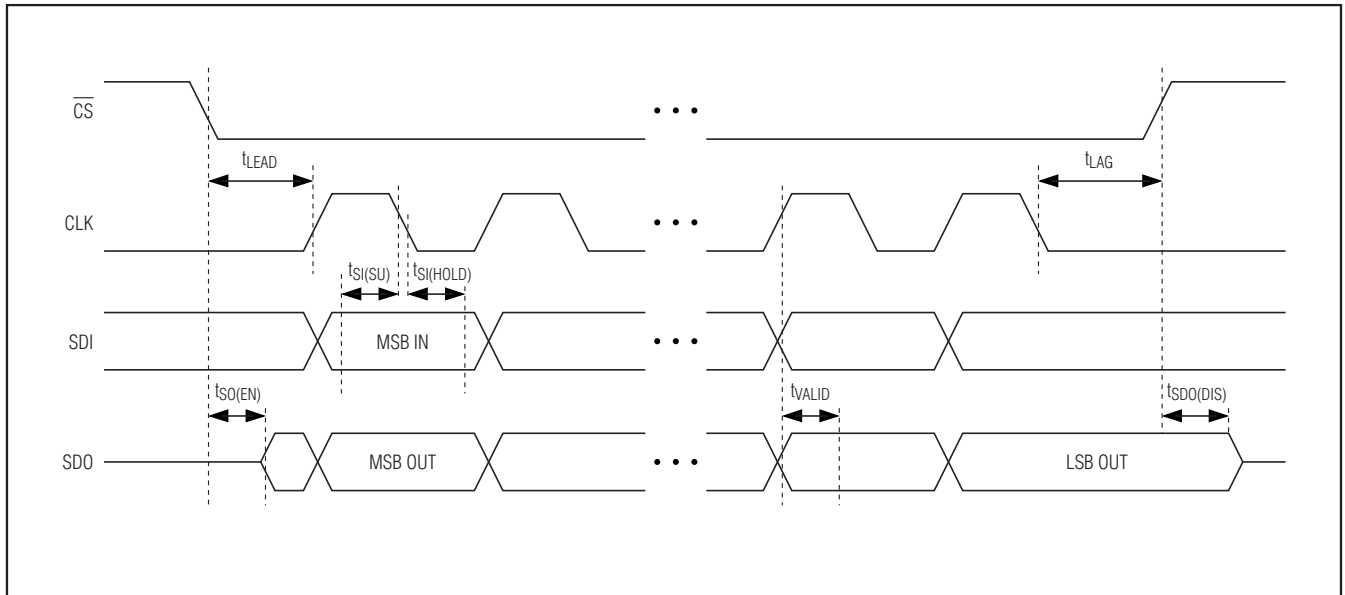 CS
tLEAD
tLAG
CLK
tSI(SU) tSI(HOLD)
SDI
MSB IN
tSO(EN)
tVALID
tSDO(DIS)
SDO
MSB OUT
LSB OUT